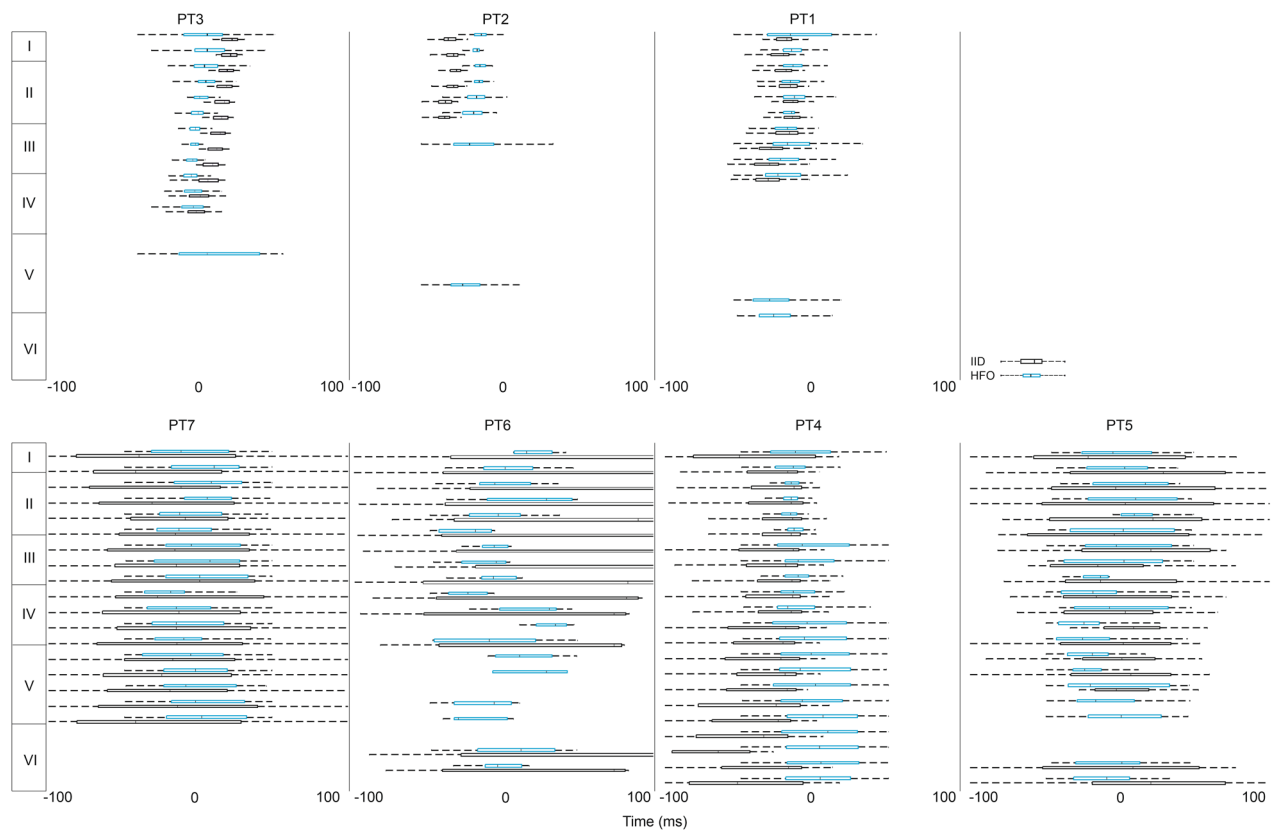 PT3 PT2 PT1
I
II
III
IV
V
VI
IID
HFO
-100 0 100 -100 0 100 -100 0 100
PT7 PT6 PT4 PT5
I
II
III
IV
V
VI
-100 0 100 -100 0 100 -100 0 100 -100 0 100
Time (ms)